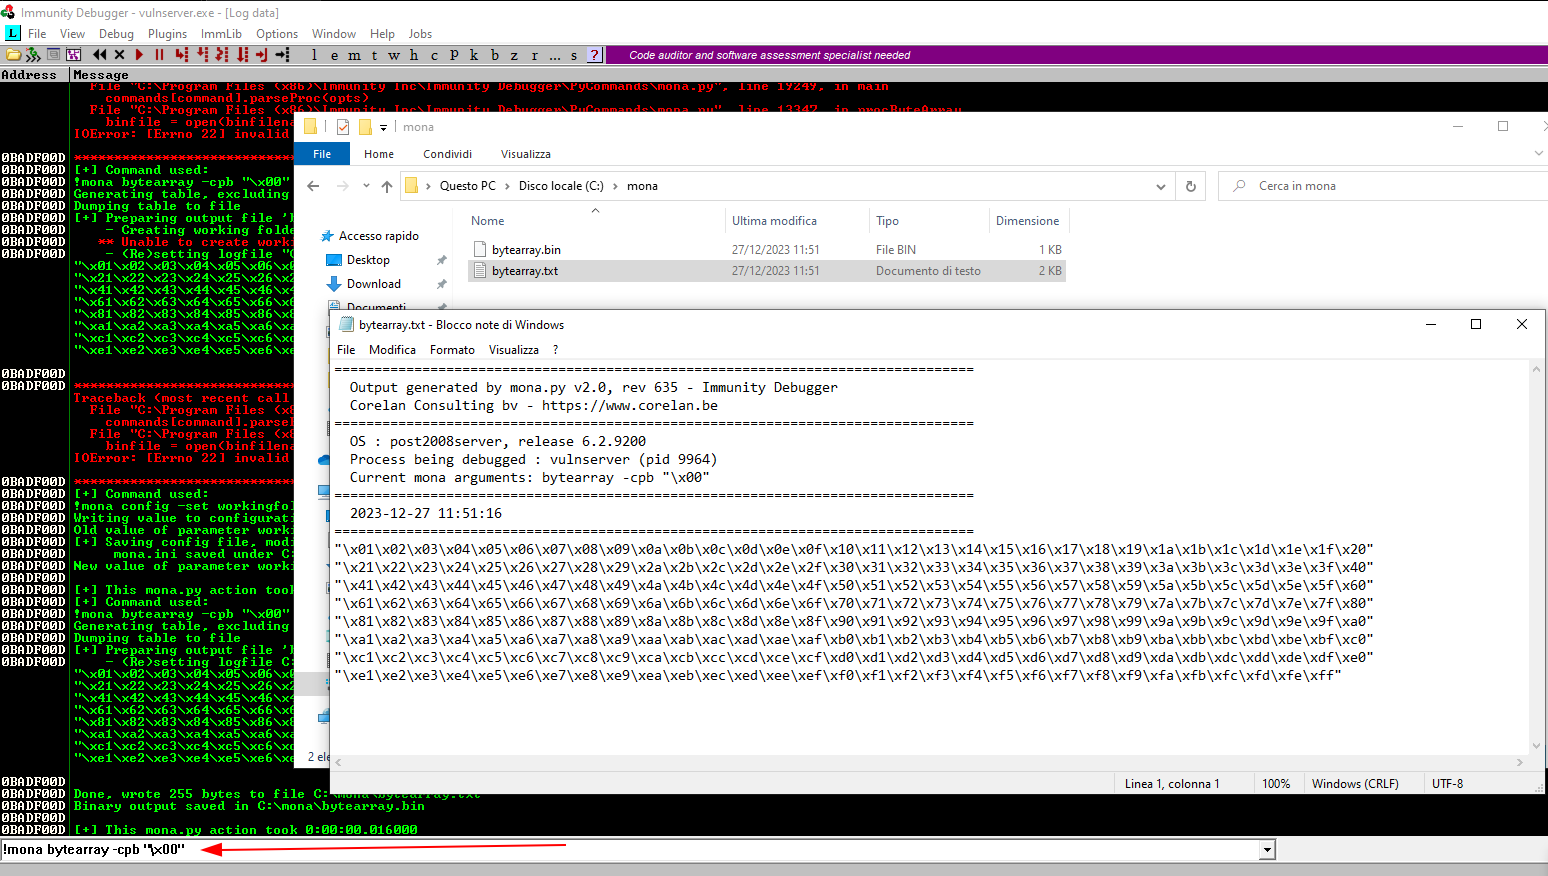 Immunity Debugger - vulnserver.exe - [Log data]
File View Debug Plugins ImmLib Options Window Help Jobs
l e m t w h c P k b z r ... s ?
Code auditor and software assessment specialist needed
Address Message
File "C:\Program Files (x86)\Immunity Inc\Immunity Debugger\PyCommands\mona.py", line 19249, in main
commands[command].parseProc(opts)
File "C:\Program Files (x86)\Immunity Inc\Immunity Debugger\PyCommands\mona.py", line 13342, in procByteArray
binfile = open(binfilena
IOError: [Errno 22] invalid
0BADF00D
0BADF00D [+] Command used:
0BADF00D !mona bytearray -cpb "\x00"
0BADF00D Generating table, excluding
0BADF00D Dumping table to file
0BADF00D [+] Preparing output file '
0BADF00D - Creating working folde
0BADF00D ** Unable to create worki
0BADF00D - (Re)setting logfile "C
"\x01\x02\x03\x04\x05\x06\x0
"\x21\x22\x23\x24\x25\x26\x2
"\x41\x42\x43\x44\x45\x46\x4
"\x61\x62\x63\x64\x65\x66\x6
"\x81\x82\x83\x84\x85\x86\x8
"\xa1\xa2\xa3\xa4\xa5\xa6\xa
"\xc1\xc2\xc3\xc4\xc5\xc6\xc
"\xe1\xe2\xe3\xe4\xe5\xe6\xe
0BADF00D
0BADF00D
Traceback (most recent call
File "C:\Program Files (x8
commands[command].parseP
File "C:\Program Files (x8
binfile = open(binfilena
IOError: [Errno 22] invalid
0BADF00D
0BADF00D [+] Command used:
0BADF00D !mona config -set workingfol
0BADF00D Writing value to configurati
0BADF00D Old value of parameter worki
0BADF00D [+] Saving config file, modi
0BADF00D mona.ini saved under C:
0BADF00D New value of parameter worki
0BADF00D
0BADF00D [+] This mona.py action took
0BADF00D [+] Command used:
0BADF00D !mona bytearray -cpb "\x00"
0BADF00D Generating table, excluding
0BADF00D Dumping table to file
0BADF00D [+] Preparing output file '
0BADF00D - (Re)setting logfile C:
"\x01\x02\x03\x04\x05\x06\x0
"\x21\x22\x23\x24\x25\x26\x2
"\x41\x42\x43\x44\x45\x46\x4
"\x61\x62\x63\x64\x65\x66\x6
"\x81\x82\x83\x84\x85\x86\x8
"\xa1\xa2\xa3\xa4\xa5\xa6\xa
"\xc1\xc2\xc3\xc4\xc5\xc6\xc
"\xe1\xe2\xe3\xe4\xe5\xe6\xe
0BADF00D
0BADF00D Done, wrote 255 bytes to file C:\mona\bytearray.txt
0BADF00D Binary output saved in C:\mona\bytearray.bin
0BADF00D
0BADF00D [+] This mona.py action took 0:00:00.016000
!mona bytearray -cpb "\x00"
mona
File Home Condividi Visualizza
Questo PC > Disco locale (C:) > mona
Cerca in mona
Nome Ultima modifica Tipo Dimensione
Accesso rapido
Desktop
Download
Documenti
bytearray.bin 27/12/2023 11:51 File BIN 1 KB
bytearray.txt 27/12/2023 11:51 Documento di testo 2 KB
2 ele
bytearray.txt - Blocco note di Windows
File Modifica Formato Visualizza ?
================================================================================
Output generated by mona.py v2.0, rev 635 - Immunity Debugger
Corelan Consulting bv - https://www.corelan.be
================================================================================
OS : post2008server, release 6.2.9200
Process being debugged : vulnserver (pid 9964)
Current mona arguments: bytearray -cpb "\x00"
================================================================================
2023-12-27 11:51:16
================================================================================
"\x01\x02\x03\x04\x05\x06\x07\x08\x09\x0a\x0b\x0c\x0d\x0e\x0f\x10\x11\x12\x13\x14\x15\x16\x17\x18\x19\x1a\x1b\x1c\x1d\x1e\x1f\x20"
"\x21\x22\x23\x24\x25\x26\x27\x28\x29\x2a\x2b\x2c\x2d\x2e\x2f\x30\x31\x32\x33\x34\x35\x36\x37\x38\x39\x3a\x3b\x3c\x3d\x3e\x3f\x40"
"\x41\x42\x43\x44\x45\x46\x47\x48\x49\x4a\x4b\x4c\x4d\x4e\x4f\x50\x51\x52\x53\x54\x55\x56\x57\x58\x59\x5a\x5b\x5c\x5d\x5e\x5f\x60"
"\x61\x62\x63\x64\x65\x66\x67\x68\x69\x6a\x6b\x6c\x6d\x6e\x6f\x70\x71\x72\x73\x74\x75\x76\x77\x78\x79\x7a\x7b\x7c\x7d\x7e\x7f\x80"
"\x81\x82\x83\x84\x85\x86\x87\x88\x89\x8a\x8b\x8c\x8d\x8e\x8f\x90\x91\x92\x93\x94\x95\x96\x97\x98\x99\x9a\x9b\x9c\x9d\x9e\x9f\xa0"
"\xa1\xa2\xa3\xa4\xa5\xa6\xa7\xa8\xa9\xaa\xab\xac\xad\xae\xaf\xb0\xb1\xb2\xb3\xb4\xb5\xb6\xb7\xb8\xb9\xba\xbb\xbc\xbd\xbe\xbf\xc0"
"\xc1\xc2\xc3\xc4\xc5\xc6\xc7\xc8\xc9\xca\xcb\xcc\xcd\xce\xcf\xd0\xd1\xd2\xd3\xd4\xd5\xd6\xd7\xd8\xd9\xda\xdb\xdc\xdd\xde\xdf\xe0"
"\xe1\xe2\xe3\xe4\xe5\xe6\xe7\xe8\xe9\xea\xeb\xec\xed\xee\xef\xf0\xf1\xf2\xf3\xf4\xf5\xf6\xf7\xf8\xf9\xfa\xfb\xfc\xfd\xfe\xff"
Linea 1, colonna 1 100% Windows (CRLF) UTF-8